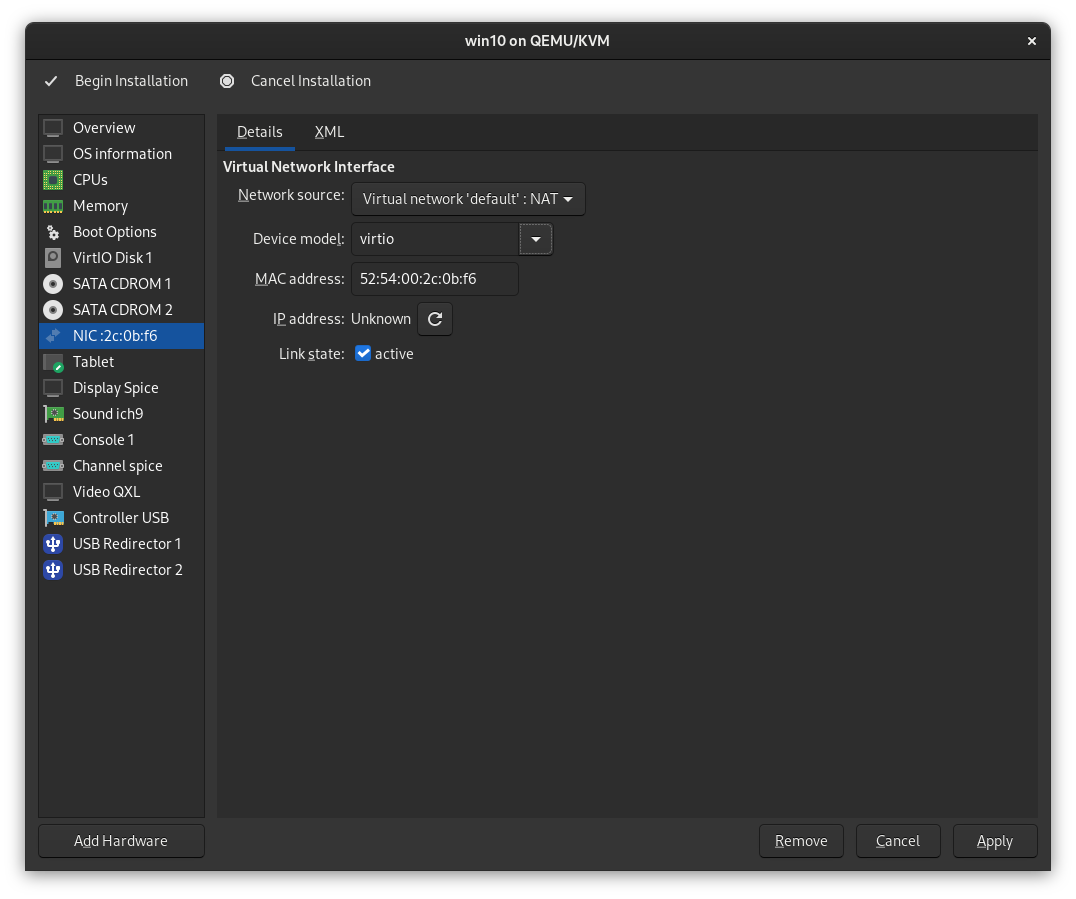 win10 on QEMU/KVM
Begin Installation
Cancel Installation
Overview
OS information
CPUs
Memory
Boot Options
VirtIO Disk 1
SATA CDROM 1
SATA CDROM 2
NIC :2c:0b:f6
Tablet
Display Spice
Sound ich9
Console 1
Channel spice
Video QXL
Controller USB
USB Redirector 1
USB Redirector 2
Add Hardware
Details XML
Virtual Network Interface
Network source: Virtual network 'default' : NAT
Device model: virtio
MAC address: 52:54:00:2c:0b:f6
IP address: Unknown
Link state: active
Remove Cancel Apply